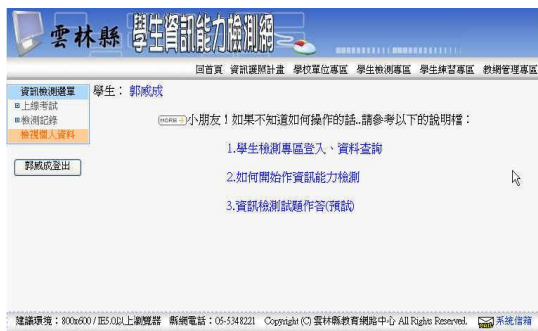 雲林縣 學生資訊能力檢測網
回首頁 資訊護照計畫 學校單位專區 學生檢測專區 學生練習專區 教網管理專區
資訊檢測選單
上線考試
檢測記錄
檢視個人資料
郭威成登出
學生： 郭威成
MORE 小朋友！如果不知道如何操作的話..請參考以下的說明檔：
1.學生檢測專區登入、資料查詢
2.如何開始作資訊能力檢測
3.資訊檢測試題作答(預試)
建議環境：800x600 / IE5.0以上瀏覽器 縣網電話：05-5348221 Copyright (C) 雲林縣教育網路中心 All Rights Reserved. 系統信箱